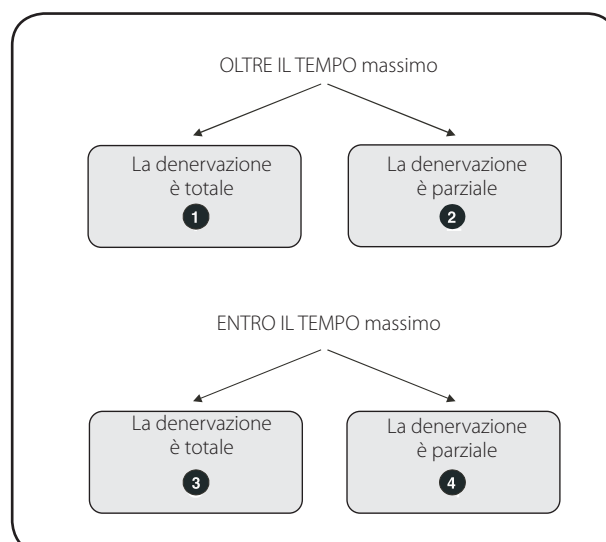 OLTRE IL TEMPO massimo
La denervazione
è totale
1
La denervazione
è parziale
2
ENTRO IL TEMPO massimo
La denervazione
è totale
3
La denervazione
è parziale
4